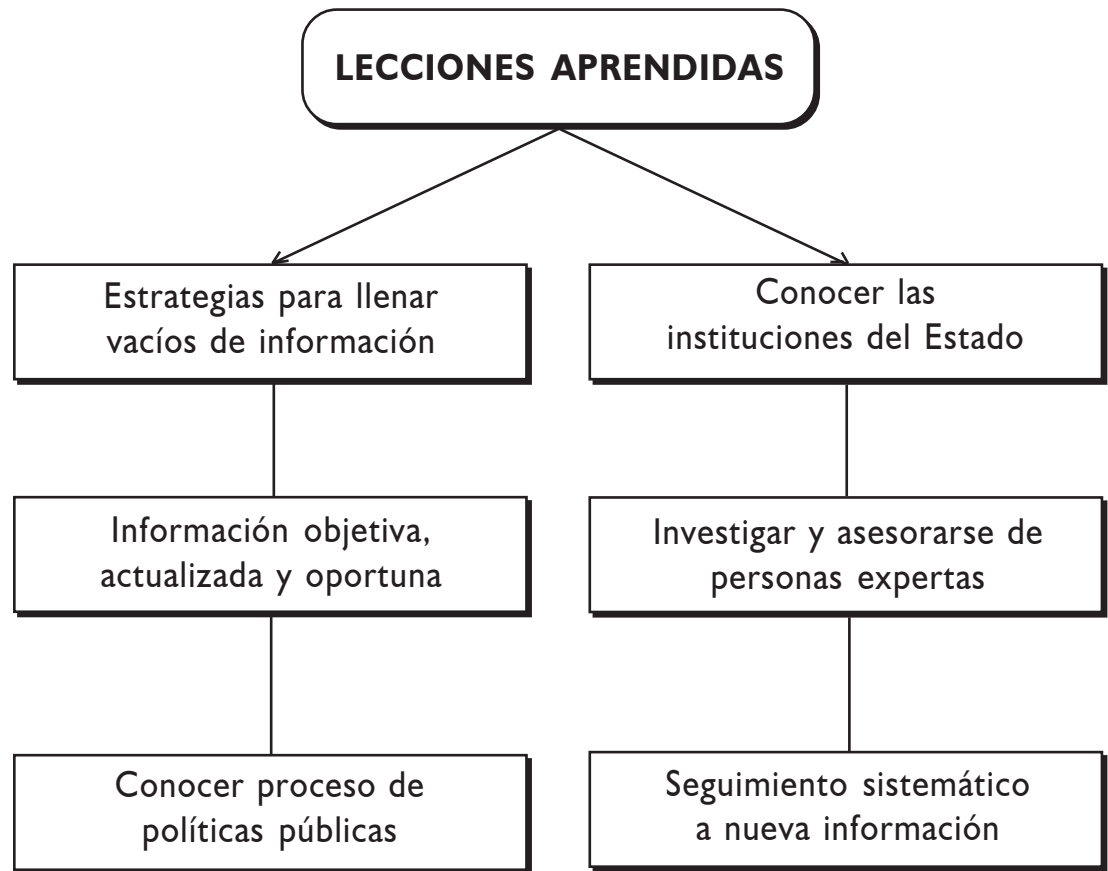 LECCIONES APRENDIDAS
Estrategias para llenar
vacíos de información
Conocer las
instituciones del Estado
Información objetiva,
actualizada y oportuna
Investigar y asesorarse de
personas expertas
Conocer proceso de
políticas públicas
Seguimiento sistemático
a nueva información